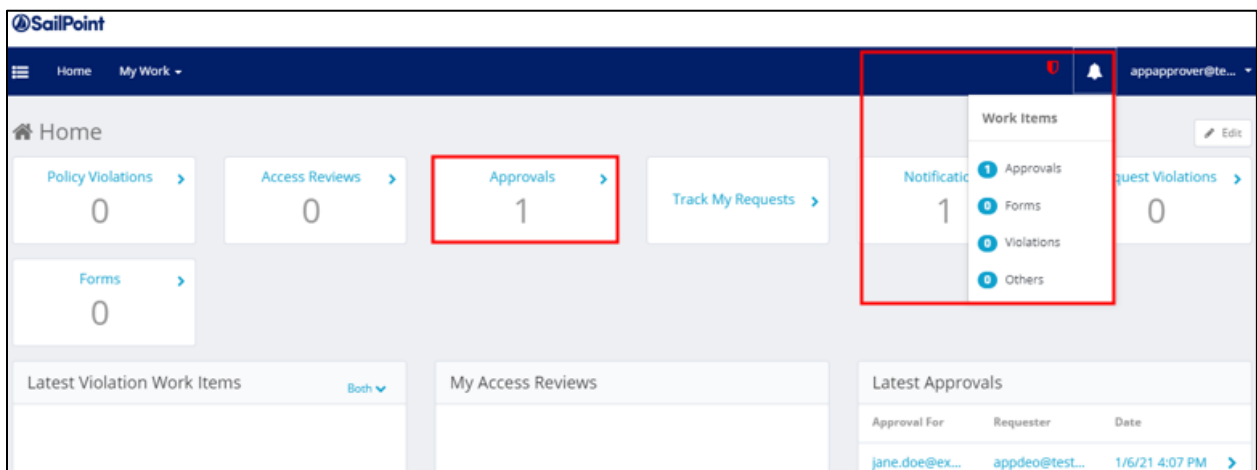 SailPoint
Home My Work appapprover@te...
Home
Edit
Policy Violations
0
Access Reviews
0
Approvals
1
Track My Requests
Notificatio
1
quest Violations
0
Work Items
1 Approvals
0 Forms
0 Violations
0 Others
Forms
0
Latest Violation Work Items Both
My Access Reviews
Latest Approvals
Approval For Requester Date
jane.doe@ex... appdeo@test... 1/6/21 4:07 PM